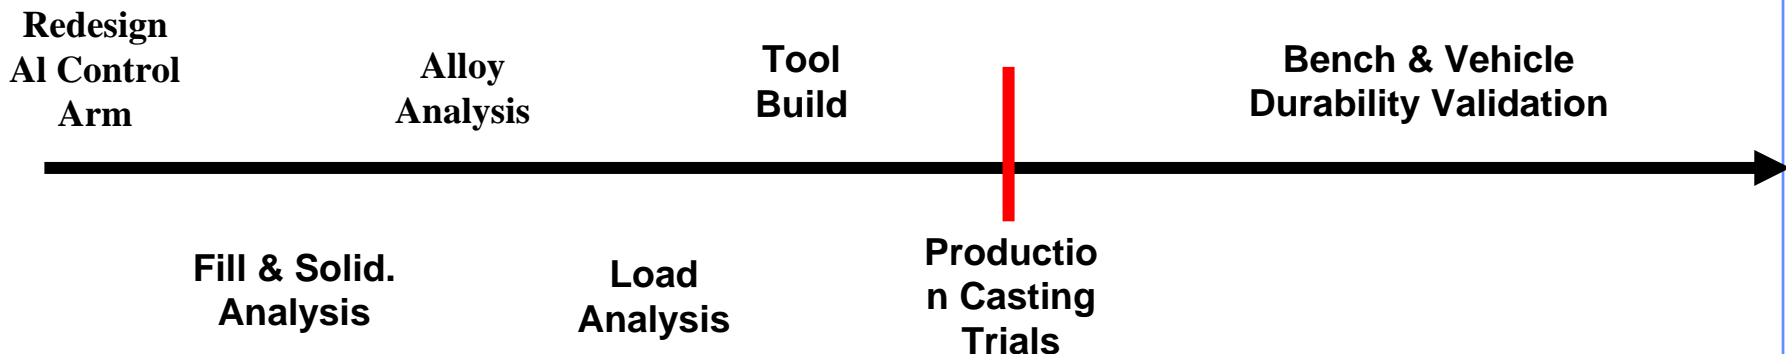 Redesign
Al Control
Arm
Alloy
Analysis
Tool
Build
Bench & Vehicle
Durability Validation
Fill & Solid.
Analysis
Load
Analysis
Productio
n Casting
Trials